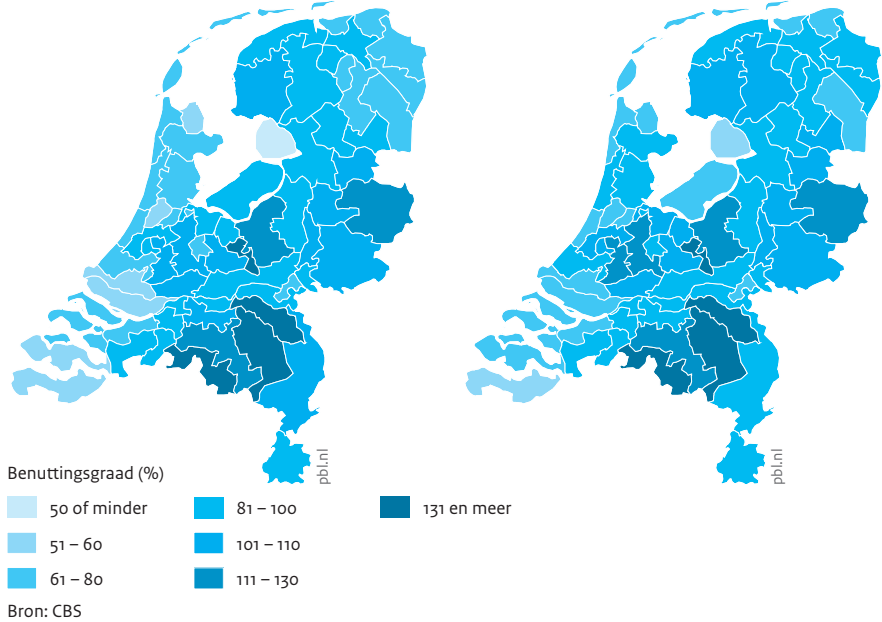 pbl.nl
pbl.nl
Benuttingsgraad (%)
50 of minder
51 – 60
61 – 80
81 – 100
101 – 110
111 – 130
131 en meer
Bron: CBS